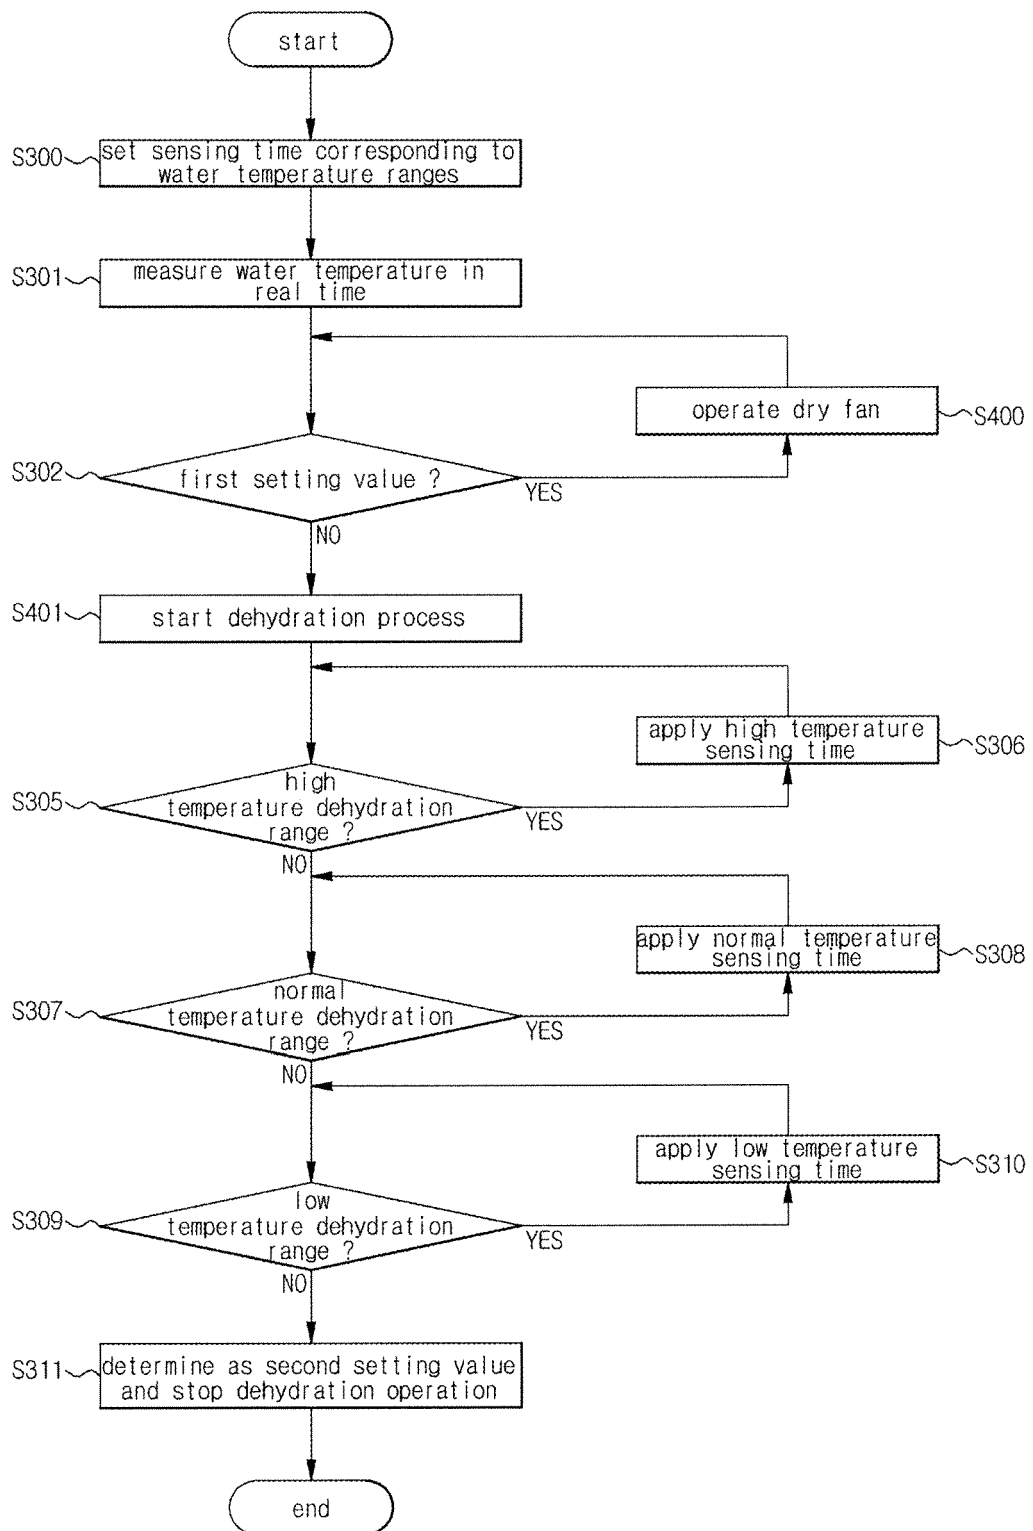 start
S300
set sensing time corresponding to
water temperature ranges
S301
measure water temperature in
real time
operate dry fan
S400
S302
first setting value ?
YES
NO
S401
start dehydration process
apply high temperature
sensing time
S306
S305
high
temperature dehydration
range ?
YES
NO
apply normal temperature
sensing time
S308
S307
normal
temperature dehydration
range ?
YES
NO
apply low temperature
sensing time
S310
S309
low
temperature dehydration
range ?
YES
NO
S311
determine as second setting value
and stop dehydration operation
end